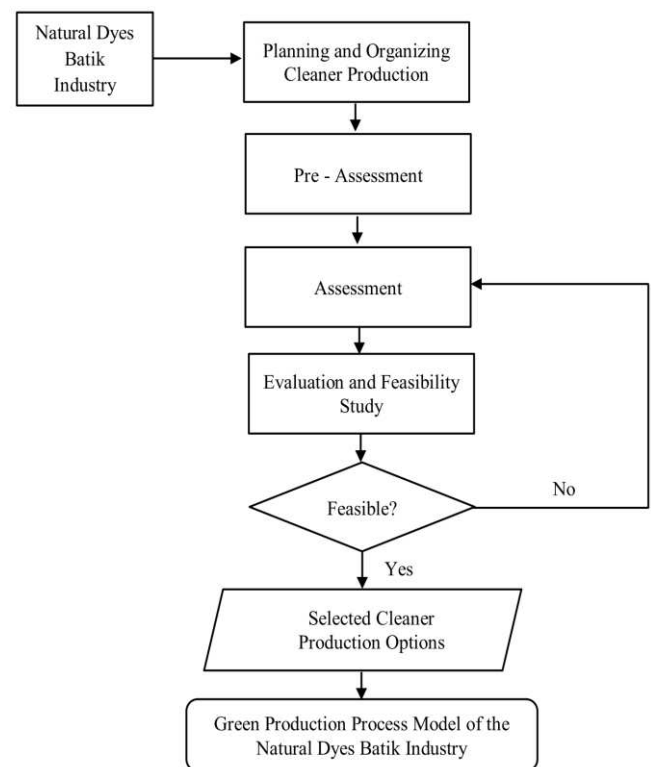 Natural Dyes
Batik
Industry
Planning and Organizing
Cleaner Production
Pre - Assessment
Assessment
Evaluation and Feasibility
Study
Feasible?
No
Yes
Selected Cleaner
Production Options
Green Production Process Model of the
Natural Dyes Batik Industry